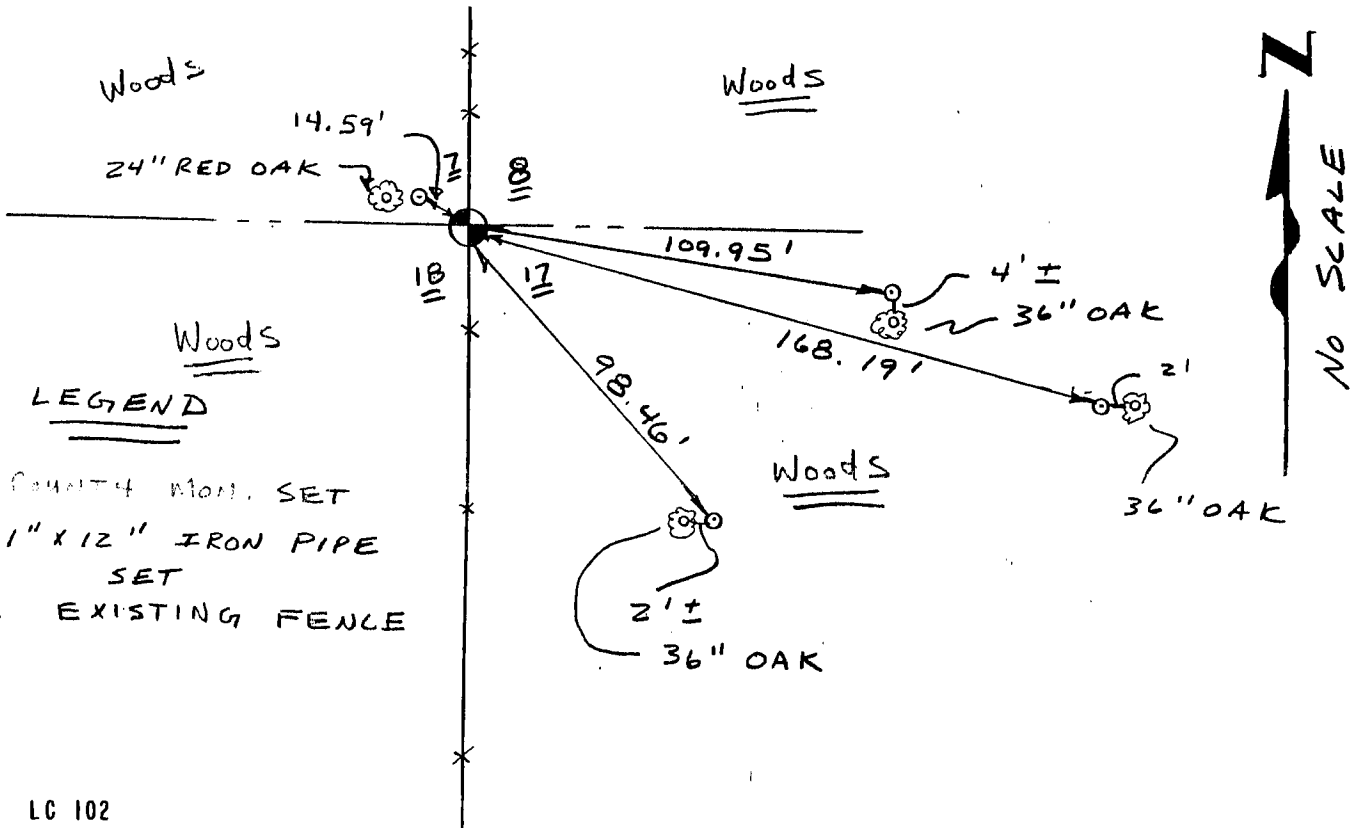 Woods
Woods
14.59'
24" RED OAK
7
8
18
17
109.95'
4' ±
36" OAK
168.19'
2'
36" OAK
Woods
LEGEND
98.46'
Woods
COUNTY MON. SET
1" X 12" IRON PIPE
SET
EXISTING FENCE
2' ±
36" OAK
N
NO SCALE
LC 102